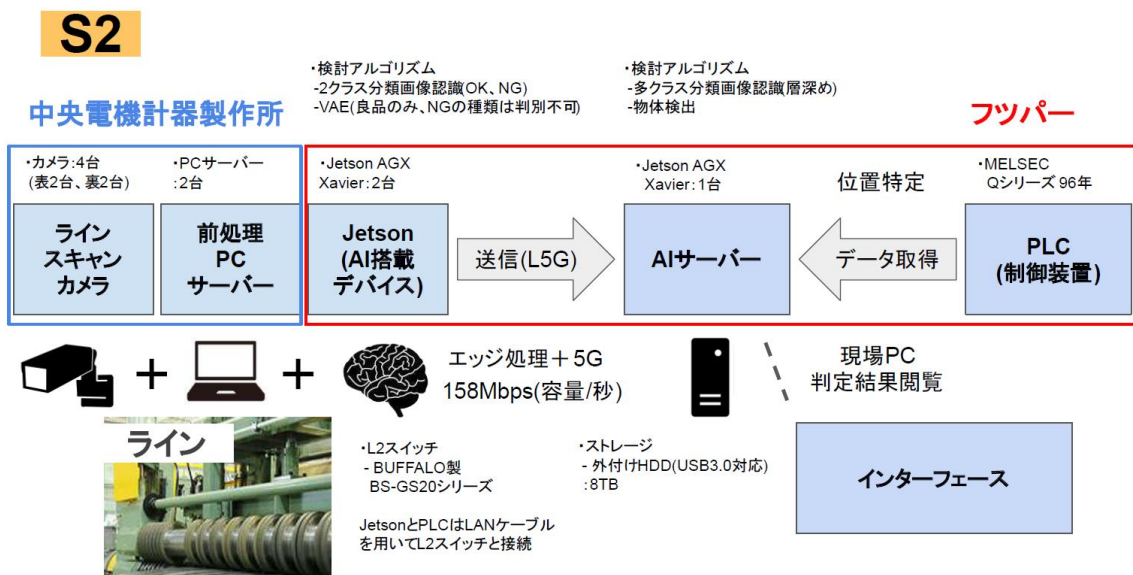 S2
中央電機計器製作所
・検討アルゴリズム
-2クラス分類画像認識(OK、NG)
-VAE(良品のみ、NGの種類は判別不可)
・検討アルゴリズム
-多クラス分類画像認識(層深め)
-物体検出
フツパー
・カメラ:4台
(表2台、裏2台)
・PCサーバー
:2台
・Jetson AGX
Xavier:2台
・Jetson AGX
Xavier:1台
位置特定
・MELSEC
Qシリーズ 96年
ライン
スキャン
カメラ
前処理
PC
サーバー
Jetson
(AI搭載
デバイス)
送信(L5G)
AIサーバー
データ取得
PLC
(制御装置)
エッジ処理+5G
158Mbps(容量/秒)
現場PC
判定結果閲覧
ライン
・L2スイッチ
- BUFFALO製
BS-GS20シリーズ
JetsonとPLCはLANケーブル
を用いてL2スイッチと接続
・ストレージ
- 外付けHDD(USB3.0対応)
:8TB
インターフェース